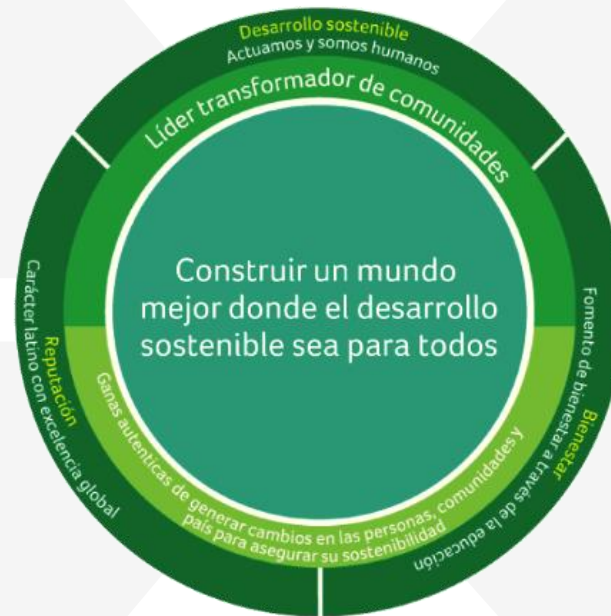 Desarrollo sostenible
Actuamos y somos humanos
Líder transformador de comunidades
Construir un mundo
mejor donde el desarrollo
sostenible sea para todos
Ganas autenticas de generar cambios en las personas, comunidades y
país para asegurar su sostenibilidad
Reputación
Carácter latino con excelencia global
Bienestar
Fomento de bienestar a través de la educación